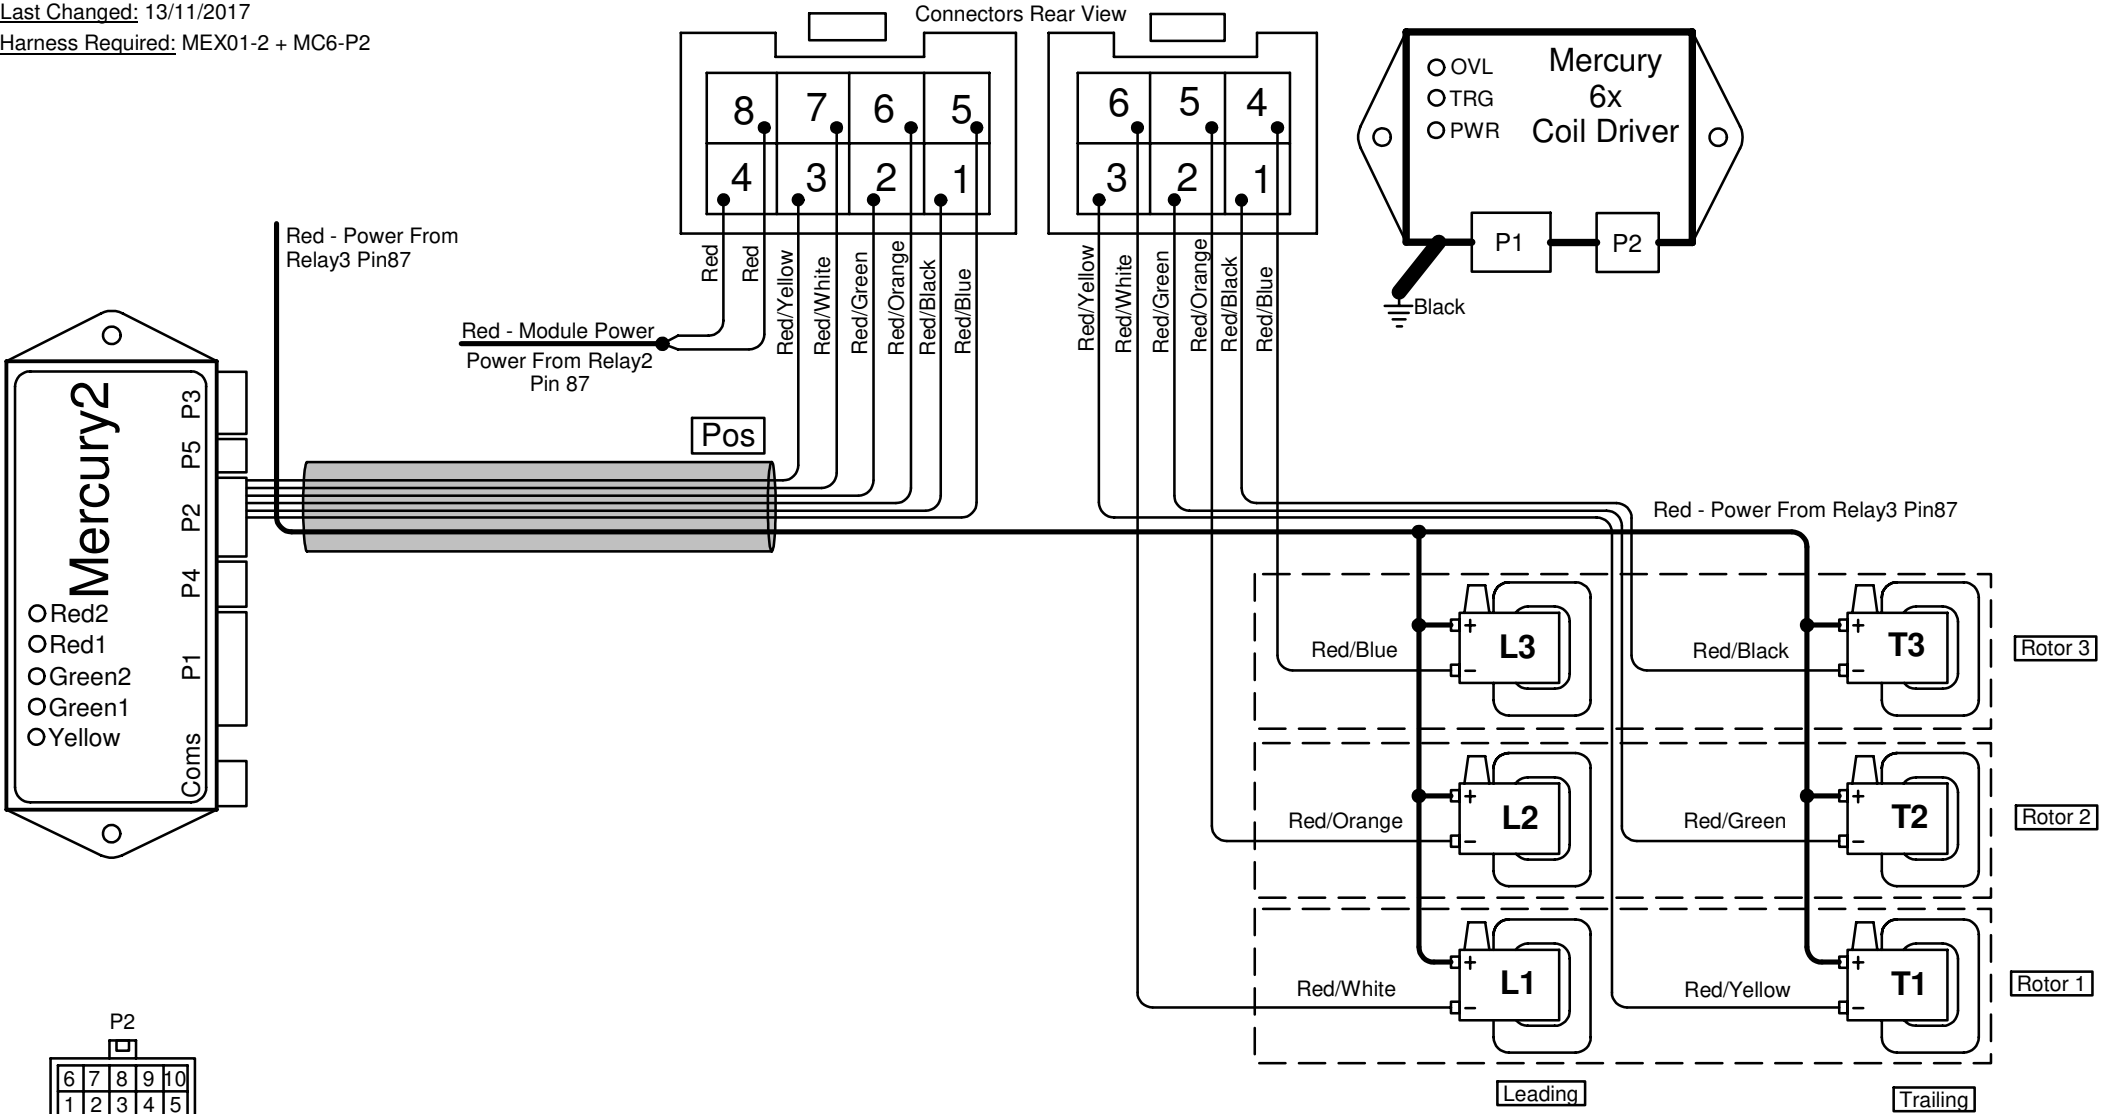 Last Changed: 13/11/2017
Harness Required: MEX01-2 + MC6-P2
Connectors Rear View
8 7 6 5
4 3 2 1
6 5 4
3 2 1
OVL
TRG
PWR
Mercury
6x
Coil Driver
P1
P2
Black
Red - Power From
Relay3 Pin87
Red
Red
Red/Yellow
Red/White
Red/Green
Red/Orange
Red/Black
Red/Blue
Red/Yellow
Red/White
Red/Green
Red/Orange
Red/Black
Red/Blue
Red - Module Power
Power From Relay2
Pin 87
Pos
Mercury2
P3
P5
P2
P4
P1
Coms
Red2
Red1
Green2
Green1
Yellow
Red - Power From Relay3 Pin87
Red/Blue
+
L3
−
Red/Black
+
T3
−
Rotor 3
Red/Orange
+
L2
−
Red/Green
+
T2
−
Rotor 2
Red/White
+
L1
−
Red/Yellow
+
T1
−
Rotor 1
Leading
Trailing
P2
6 7 8 9 10
1 2 3 4 5